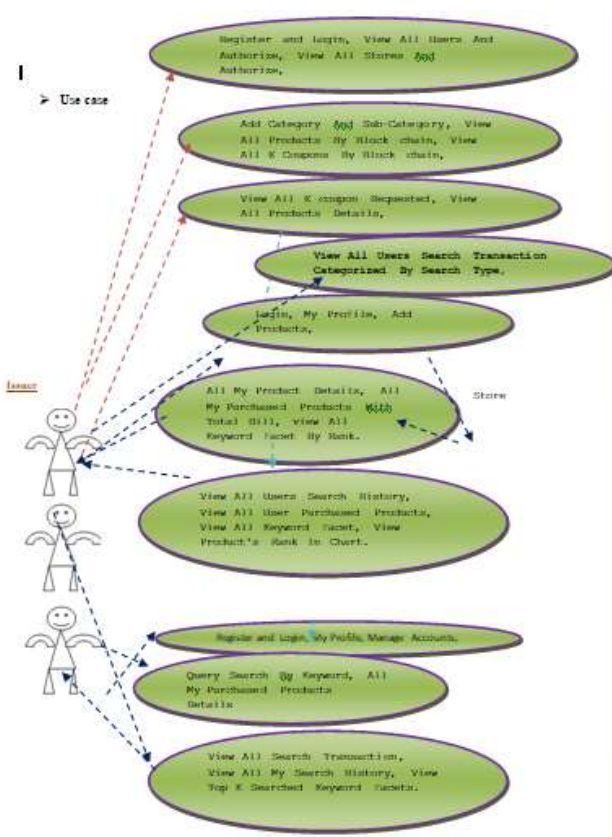 Register and Login, View All Users And
Authorize, View All Stores And
Authorize,
I
➢ Use case
Add Category And Sub-Category, View
All Products By Block chain, View
All K Coupons By Block chain,
View All K coupon Requested, View
All Products Details,
View All Users Search Transaction
Categorized By Search Type.
Login, My Profile, Add
Products,
Issuer
All My Product Details, All
My Purchased Products With
Total Bill, view All
Keyword Facet By Rank.
Store
View All Users Search History,
View All User Purchased Products,
View All Keyword Facet, View
Product's Rank In Chart.
Register and Login, My Profile, Manage Accounts,
Query Search By Keyword, All
My Purchased Products
Details
View All Search Transaction,
View All My Search History, View
Top K Searched Keyword Facets.